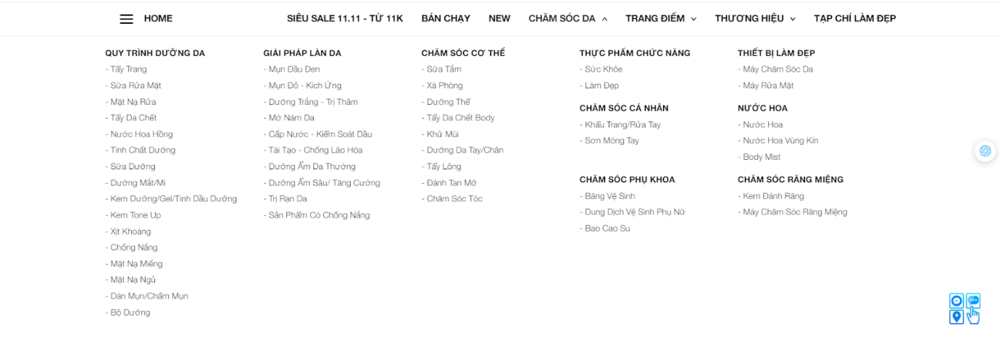 HOME
SIÊU SALE 11.11 - TỪ 11K
BÁN CHẠY
NEW
CHĂM SÓC DA
TRANG ĐIỂM
THƯƠNG HIỆU
TẠP CHÍ LÀM ĐẸP
QUY TRÌNH DƯỠNG DA
- Tẩy Trang
- Sữa Rửa Mặt
- Mặt Nạ Rửa
- Tẩy Da Chết
- Nước Hoa Hồng
- Tinh Chất Dưỡng
- Sữa Dưỡng
- Dưỡng Mắt/Mi
- Kem Dưỡng/Gel/Tinh Dầu Dưỡng
- Kem Tone Up
- Xịt Khoáng
- Chống Nắng
- Mặt Nạ Miếng
- Mặt Nạ Ngủ
- Dán Mụn/Chấm Mụn
- Bộ Dưỡng
GIẢI PHÁP LÀN DA
- Mụn Đầu Đen
- Mụn Đỏ - Kích Ứng
- Dưỡng Trắng - Trị Thâm
- Mờ Nám Da
- Cấp Nước - Kiểm Soát Dầu
- Tái Tạo - Chống Lão Hóa
- Dưỡng Ẩm Da Thường
- Dưỡng Ẩm Sâu/ Tăng Cường
- Trị Rạn Da
- Sản Phẩm Có Chống Nắng
CHĂM SÓC CƠ THỂ
- Sữa Tắm
- Xà Phòng
- Dưỡng Thể
- Tẩy Da Chết Body
- Khử Mùi
- Dưỡng Da Tay/Chân
- Tẩy Lông
- Đánh Tan Mỡ
- Chăm Sóc Tóc
THỰC PHẨM CHỨC NĂNG
- Sức Khỏe
- Làm Đẹp
CHĂM SÓC CÁ NHÂN
- Khẩu Trang/Rửa Tay
- Sơn Móng Tay
CHĂM SÓC PHỤ KHOA
- Băng Vệ Sinh
- Dung Dịch Vệ Sinh Phụ Nữ
- Bao Cao Su
THIẾT BỊ LÀM ĐẸP
- Máy Chăm Sóc Da
- Máy Rửa Mặt
NƯỚC HOA
- Nước Hoa
- Nước Hoa Vùng Kín
- Body Mist
CHĂM SÓC RĂNG MIỆNG
- Kem Đánh Răng
- Máy Chăm Sóc Răng Miệng